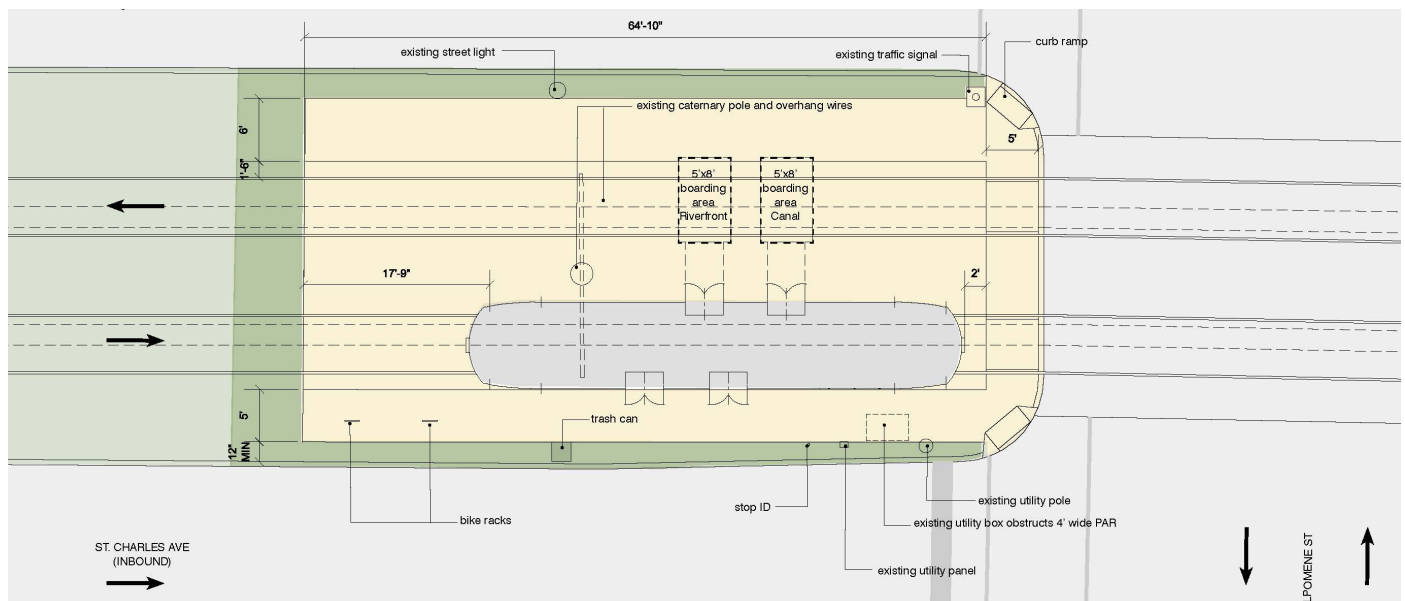 64'-10"
existing street light
existing traffic signal
curb ramp
existing caternary pole and overhang wires
6'
5'
1'-6"
5'x8'
boarding
area
Riverfront
5'x8'
boarding
area
Canal
17'-9"
2'
5'
trash can
12"
MIN
existing utility pole
stop ID
bike racks
existing utility box obstructs 4' wide PAR
ST. CHARLES AVE
(INBOUND)
existing utility panel
LPOMENE ST